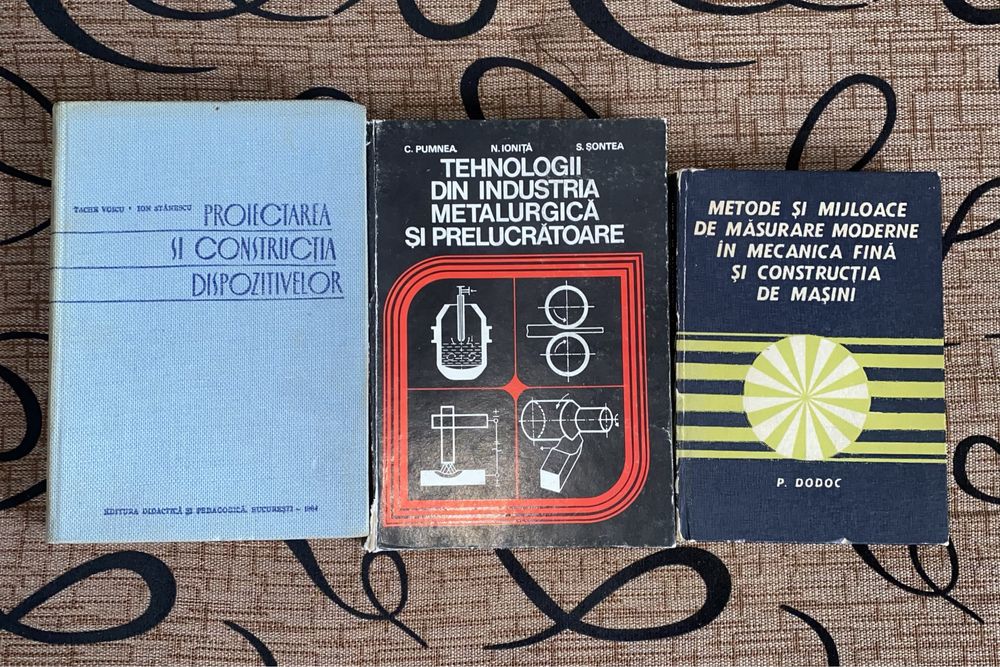 TACHE VOICU • ION STĂNESCU
PROIECTAREA
ȘI CONSTRUCȚIA
DISPOZITIVELOR
EDITURA DIDACTICĂ ȘI PEDAGOGICĂ, BUCUREȘTI - 1964
C. PUMNEA. N. IONIȚĂ S. ȘONTEA
TEHNOLOGII
DIN INDUSTRIA
METALURGICĂ
ȘI PRELUCRĂTOARE
METODE ȘI MIJLOACE
DE MĂSURARE MODERNE
ÎN MECANICA FINĂ
ȘI CONSTRUCȚIA
DE MAȘINI
P. DODOC